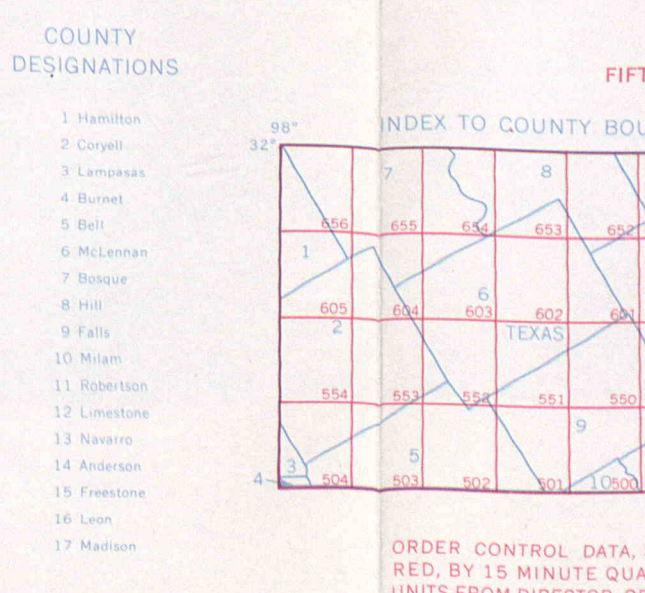 COUNTY
DESIGNATIONS
1 Hamilton
2 Coryell
3 Lampasas
4 Burnet
5 Bell
6 McLennan
7 Bosque
8 Hill
9 Falls
10 Milam
11 Robertson
12 Limestone
13 Navarro
14 Anderson
15 Freestone
16 Leon
17 Madison
FIFT
INDEX TO COUNTY BOU
98°
32°
7
8
656 655 654 653 652
1
6
605 604 603 602 601
2
TEXAS
554 553 552 551 550
9
5
3
4
10
504 503 502 501 500
ORDER CONTROL DATA,
RED, BY 15 MINUTE QUA
UNITS FROM DIRECTOR